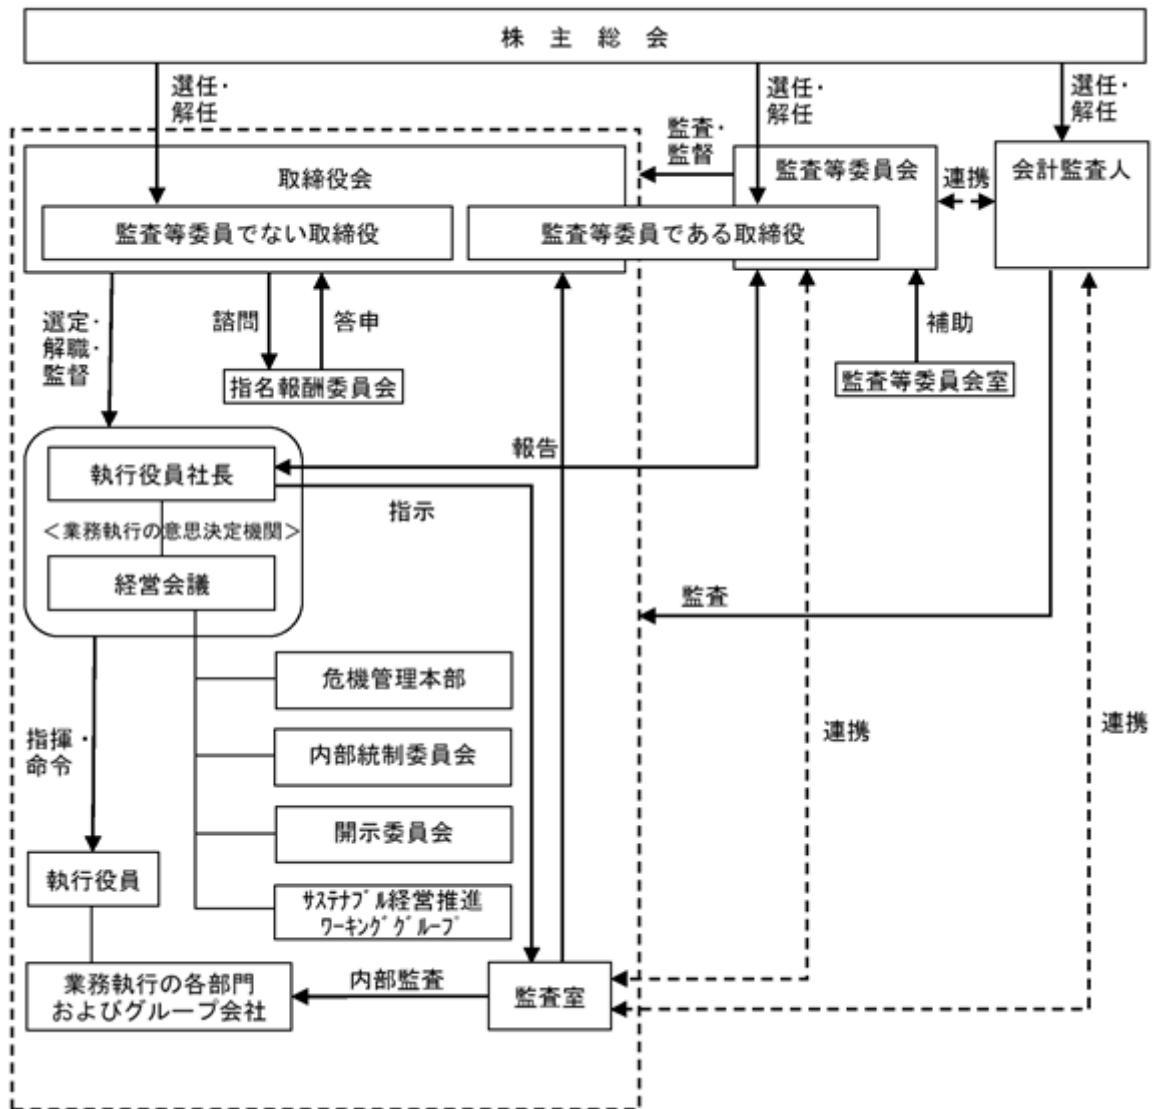 株 主 総 会
選任・
解任
選任・
解任
選任・
解任
監査・
監督
取締役会
監査等委員会
連携
会計監査人
監査等委員でない取締役
監査等委員である取締役
選定・
解職・
監督
諮問
答申
補助
指名報酬委員会
監査等委員会室
執行役員社長
報告
指示
<業務執行の意思決定機関>
経営会議
監査
危機管理本部
指揮・
命令
内部統制委員会
連携
連携
開示委員会
執行役員
ｻｽﾃﾅﾌﾞﾙ経営推進
ﾜｰｷﾝｸﾞｸﾞﾙｰﾌﾟ
業務執行の各部門
およびグループ会社
内部監査
監査室